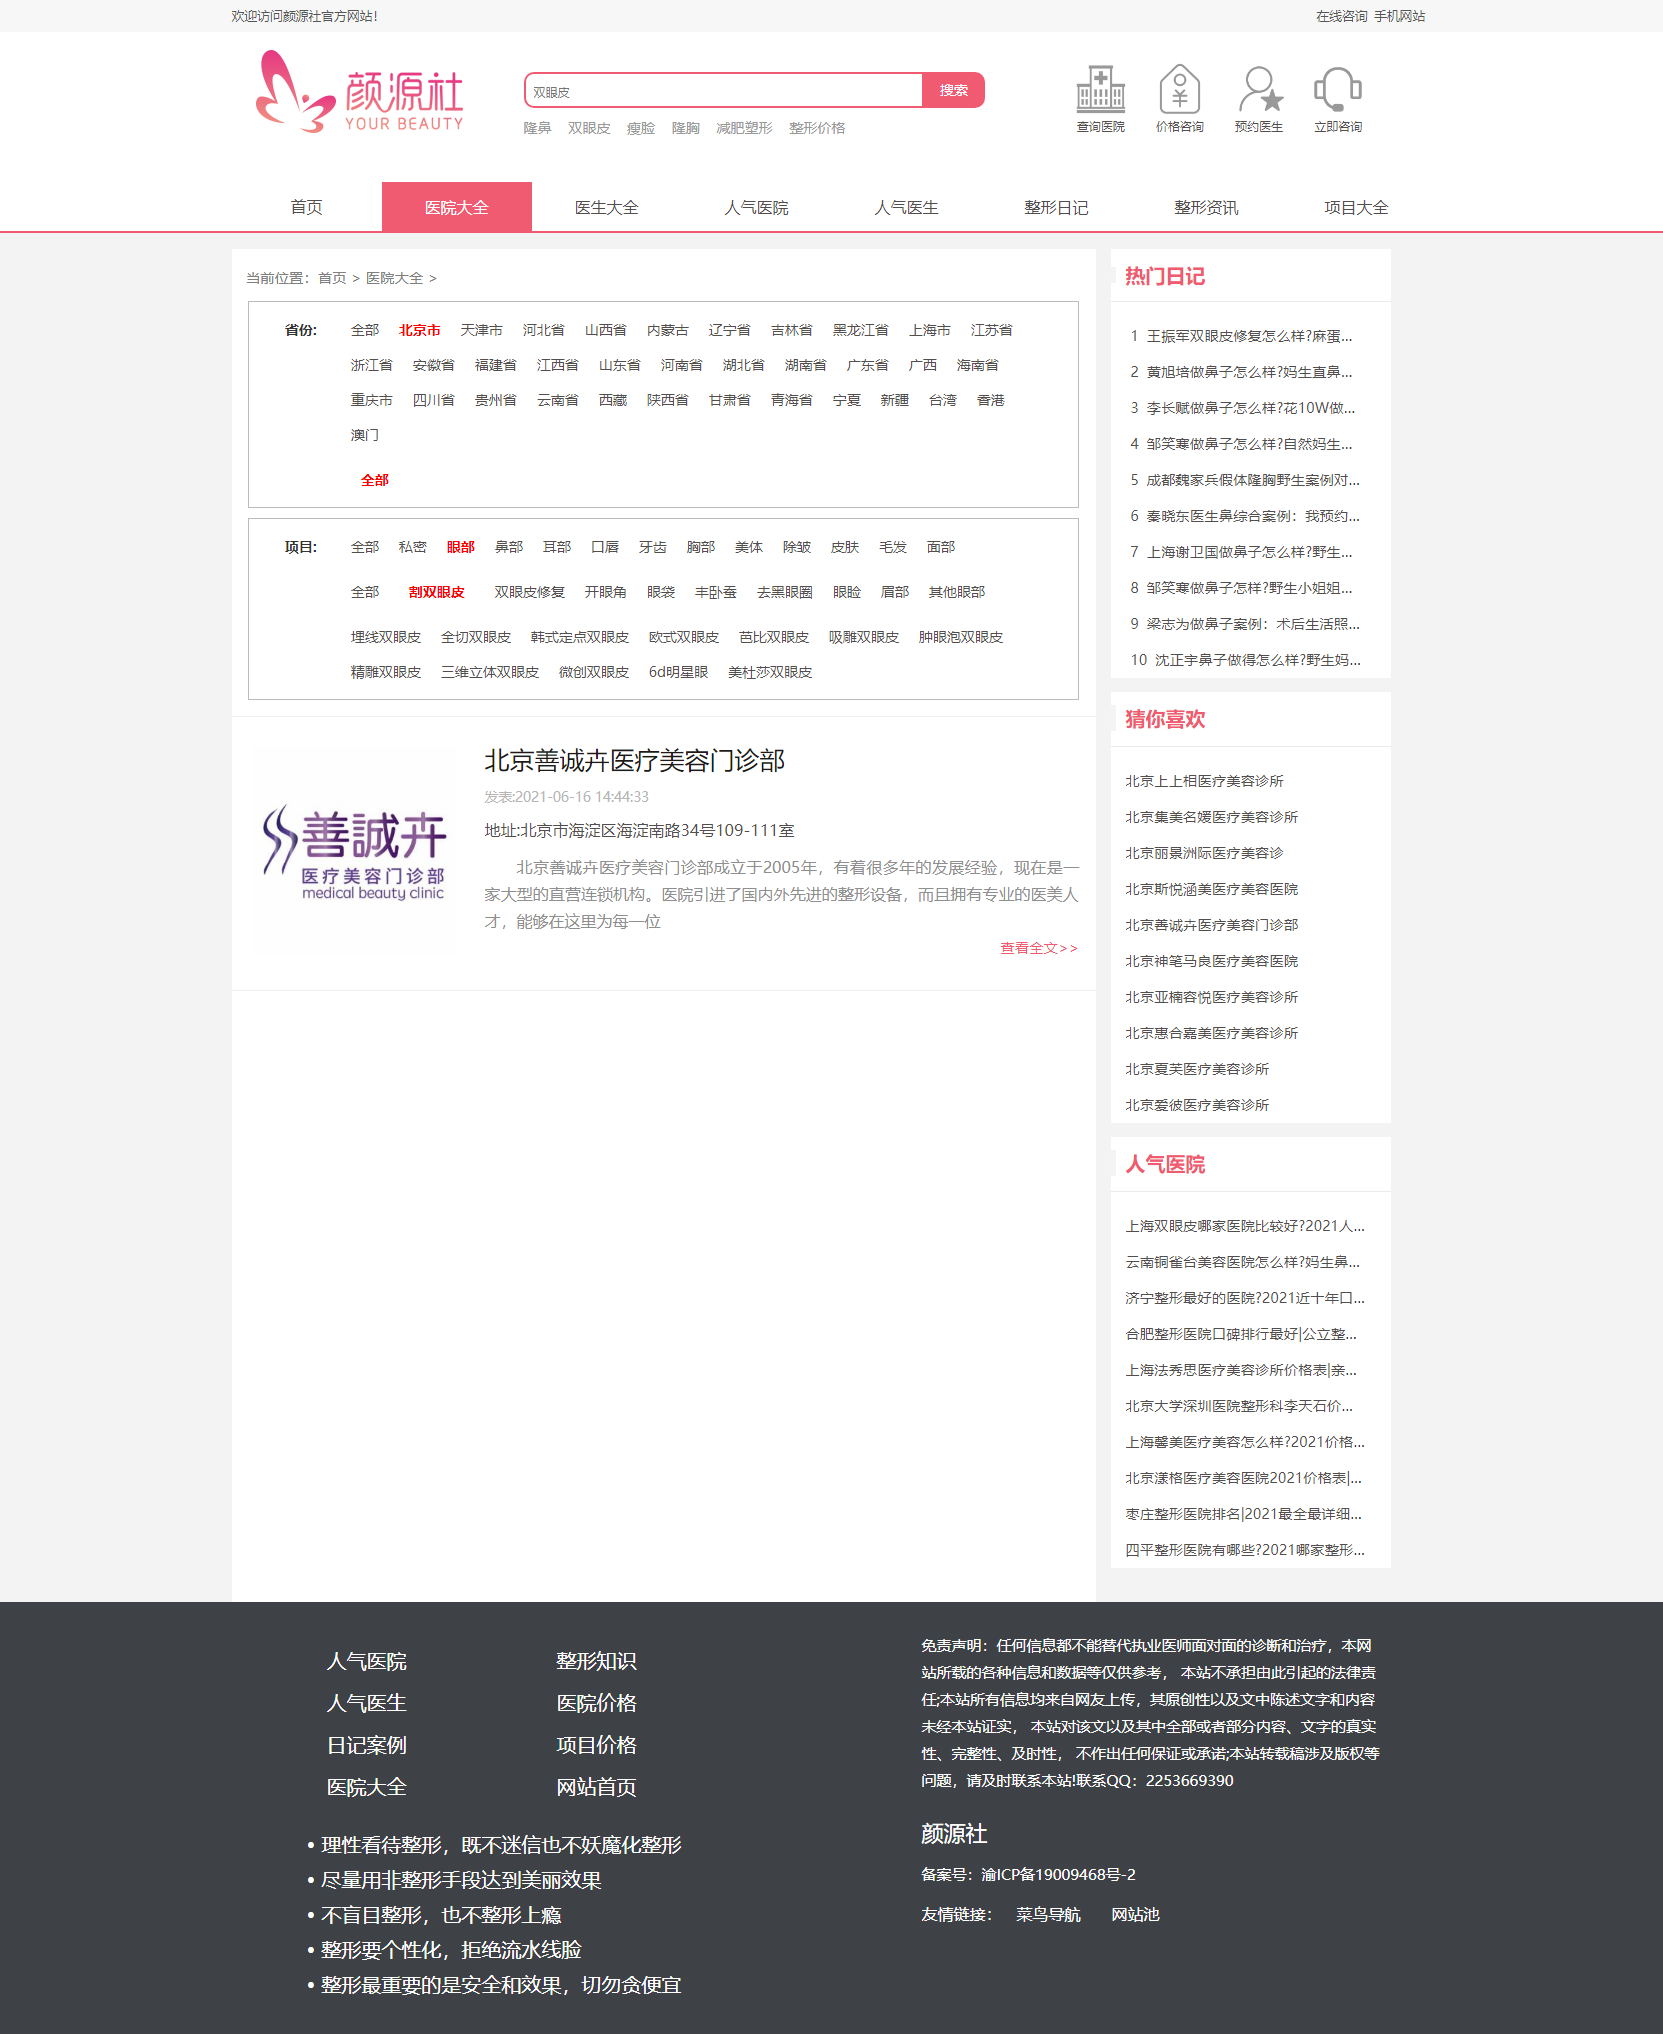 欢迎访问颜源社官方网站!
在线咨询 手机网站
颜源社
YOUR BEAUTY
双眼皮
搜索
隆鼻 双眼皮 瘦脸 隆胸 减肥塑形 整形价格
查询医院 价格咨询 预约医生 立即咨询
首页 医院大全 医生大全 人气医院 人气医生 整形日记 整形资讯 项目大全
当前位置：首页 > 医院大全 >
省份: 全部 北京市 天津市 河北省 山西省 内蒙古 辽宁省 吉林省 黑龙江省 上海市 江苏省
浙江省 安徽省 福建省 江西省 山东省 河南省 湖北省 湖南省 广东省 广西 海南省
重庆市 四川省 贵州省 云南省 西藏 陕西省 甘肃省 青海省 宁夏 新疆 台湾 香港
澳门
全部
项目: 全部 私密 眼部 鼻部 耳部 口唇 牙齿 胸部 美体 除皱 皮肤 毛发 面部
全部 割双眼皮 双眼皮修复 开眼角 眼袋 丰卧蚕 去黑眼圈 眼睑 眉部 其他眼部
埋线双眼皮 全切双眼皮 韩式定点双眼皮 欧式双眼皮 芭比双眼皮 吸雕双眼皮 肿眼泡双眼皮
精雕双眼皮 三维立体双眼皮 微创双眼皮 6d明星眼 美杜莎双眼皮
善誠卉
医疗美容门诊部
medical beauty clinic
北京善诚卉医疗美容门诊部
发表:2021-06-16 14:44:33
地址:北京市海淀区海淀南路34号109-111室
北京善诚卉医疗美容门诊部成立于2005年，有着很多年的发展经验，现在是一
家大型的直营连锁机构。医院引进了国内外先进的整形设备，而且拥有专业的医美人
才，能够在这里为每一位
查看全文>>
热门日记
1 王振军双眼皮修复怎么样?麻蛋...
2 黄旭培做鼻子怎么样?妈生直鼻...
3 李长赋做鼻子怎么样?花10W做...
4 邹笑寒做鼻子怎么样?自然妈生...
5 成都魏家兵假体隆胸野生案例对...
6 秦晓东医生鼻综合案例：我预约...
7 上海谢卫国做鼻子怎么样?野生...
8 邹笑寒做鼻子怎样?野生小姐姐...
9 梁志为做鼻子案例：术后生活照...
10 沈正宇鼻子做得怎么样?野生妈...
猜你喜欢
北京上上相医疗美容诊所
北京集美名媛医疗美容诊所
北京丽景洲际医疗美容诊
北京斯悦涵美医疗美容医院
北京善诚卉医疗美容门诊部
北京神笔马良医疗美容医院
北京亚楠容悦医疗美容诊所
北京惠合嘉美医疗美容诊所
北京夏芙医疗美容诊所
北京爱彼医疗美容诊所
人气医院
上海双眼皮哪家医院比较好?2021人...
云南铜雀台美容医院怎么样?妈生鼻...
济宁整形最好的医院?2021近十年口...
合肥整形医院口碑排行最好|公立整...
上海法秀思医疗美容诊所价格表|亲...
北京大学深圳医院整形科李天石价...
上海馨美医疗美容怎么样?2021价格...
北京漾格医疗美容医院2021价格表|...
枣庄整形医院排名|2021最全最详细...
四平整形医院有哪些?2021哪家整形...
人气医院 整形知识
人气医生 医院价格
日记案例 项目价格
医院大全 网站首页
• 理性看待整形，既不迷信也不妖魔化整形
• 尽量用非整形手段达到美丽效果
• 不盲目整形，也不整形上瘾
• 整形要个性化，拒绝流水线脸
• 整形最重要的是安全和效果，切勿贪便宜
免责声明：任何信息都不能替代执业医师面对面的诊断和治疗，本网
站所载的各种信息和数据等仅供参考， 本站不承担由此引起的法律责
任;本站所有信息均来自网友上传，其原创性以及文中陈述文字和内容
未经本站证实， 本站对该文以及其中全部或者部分内容、文字的真实
性、完整性、及时性， 不作出任何保证或承诺;本站转载稿涉及版权等
问题，请及时联系本站!联系QQ：2253669390
颜源社
备案号：渝ICP备19009468号-2
友情链接： 菜鸟导航 网站池